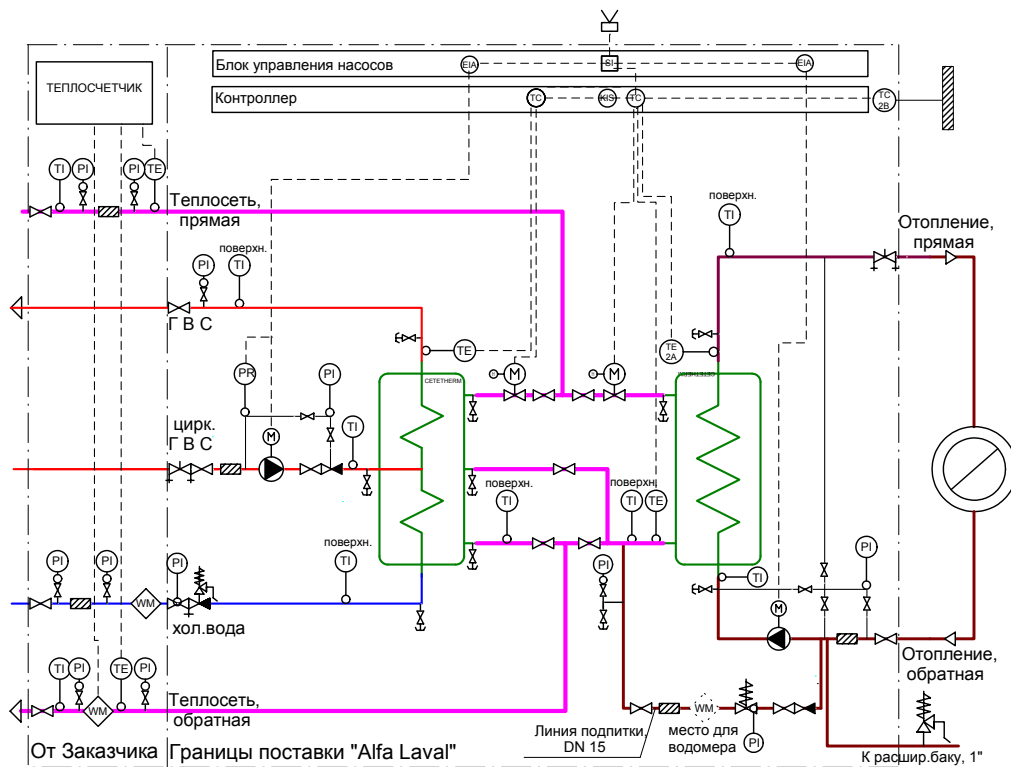 Блок управления насосов
EIA
SI
EIA
ТЕПЛОСЧЕТЧИК
Контроллер
TC
KIS
TC
TC
2B
TI
PI
PI
TE
Теплосеть,
прямая
поверхн.
TI
Отопление,
прямая
поверхн.
PI
TI
Г В С
TE
TE
2A
PR
PI
M
M
CETETHERM
CETETHERM
цирк.
Г В С
M
TI
поверхн.
TI
поверхн.
TI
TE
PI
PI
PI
поверхн.
TI
PI
TI
PI
WM
хол.вода
M
TI
PI
TE
PI
WM
Теплосеть,
обратная
Отопление,
обратная
WM
PI
Линия подпитки,
DN 15
место для
водомера
От Заказчика
Границы поставки "Alfa Laval"
К расшир.баку, 1"